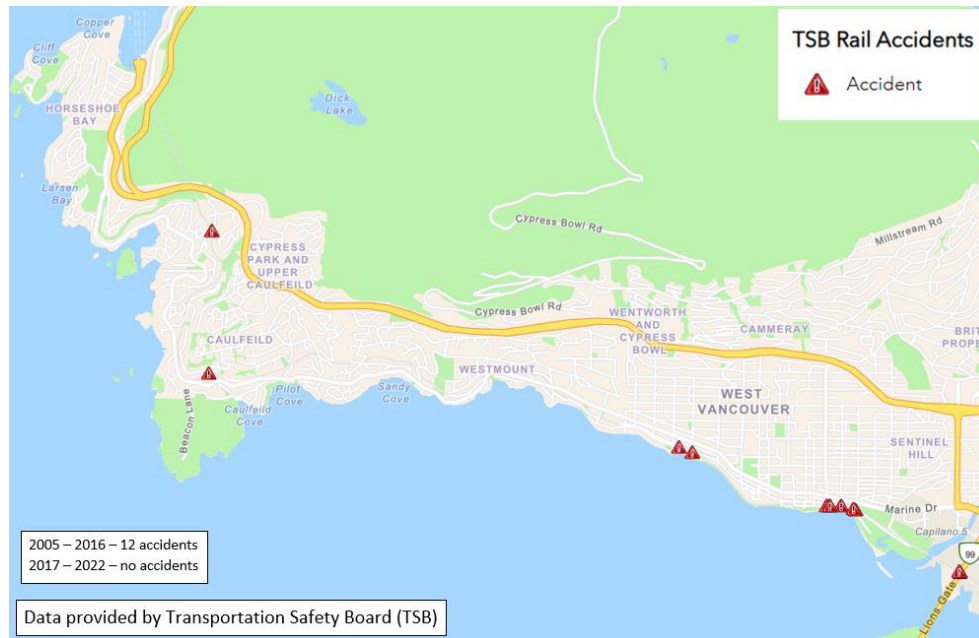 TSB Rail Accidents
Accident
Copper
Cove
Cliff
Cove
HORSESHOE
BAY
Dick
Lake
Larsen
Bay
Cypress Bowl Rd
Millstream Rd
CYPRESS
PARK AND
UPPER
CAULFEILD
Cypress Bowl Rd
WENTWORTH
AND
CYPRESS
BOWL
CAMMERAY
BRIT
PROPE
CAULFEILD
WESTMOUNT
Pilot
Cove
Sandy
Cove
Caulfeild
Cove
Beacon Lane
WEST
VANCOUVER
SENTINEL
HILL
Marine Dr
Capilano 5
99
Lions Gate
2005 – 2016 – 12 accidents
2017 – 2022 – no accidents
Data provided by Transportation Safety Board (TSB)